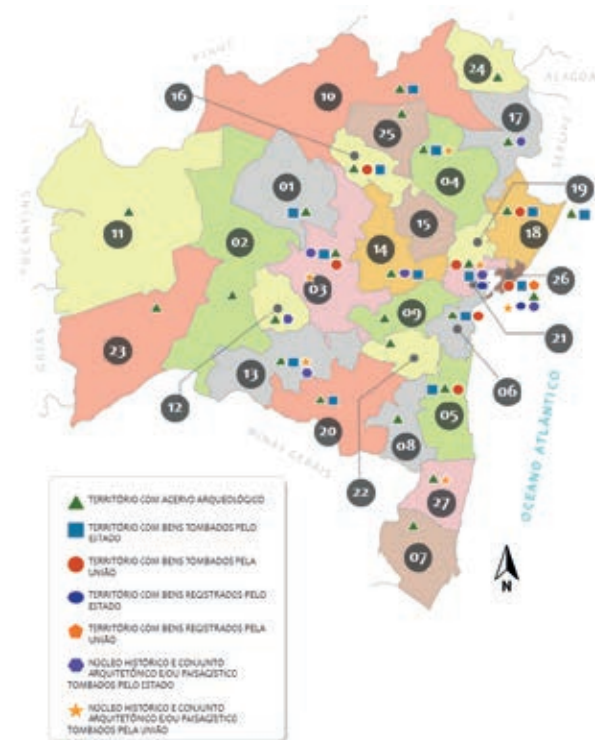 PIAUÍ
ALAGOA
SERGIPE
TOCANTINS
GOIÁS
MINAS GERAIS
OCEANO ATLÂNTICO
24
10
16
17
25
04
19
01
11
02
15
18
14
03
26
23
09
21
12
13
06
05
20
08
22
27
07
N
TERRITÓRIO COM ACERVO ARQUEOLÓGICO
TERRITÓRIO COM BENS TOMBADOS PELO
ESTADO
TERRITÓRIO COM BENS TOMBADOS PELA
UNIÃO
TERRITÓRIO COM BENS REGISTRADOS PELO
ESTADO
TERRITÓRIO COM BENS REGISTRADOS PELA
UNIÃO
NÚCLEO HISTÓRICO E CONJUNTO
ARQUITETÔNICO E/OU PAISAGÍSTICO
TOMBADOS PELO ESTADO
NÚCLEO HISTÓRICO E CONJUNTO
ARQUITETÔNICO E/OU PAISAGÍSTICO
TOMBADOS PELA UNIÃO